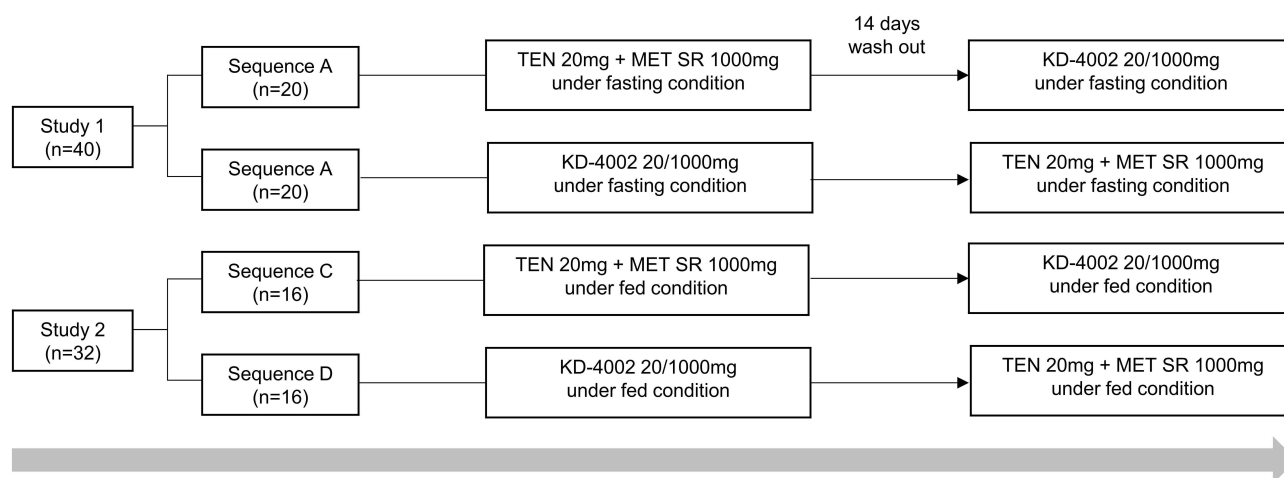 14 days
wash out
Study 1
(n=40)
Sequence A
(n=20)
TEN 20mg + MET SR 1000mg
under fasting condition
KD-4002 20/1000mg
under fasting condition
Sequence A
(n=20)
KD-4002 20/1000mg
under fasting condition
TEN 20mg + MET SR 1000mg
under fasting condition
Study 2
(n=32)
Sequence C
(n=16)
TEN 20mg + MET SR 1000mg
under fed condition
KD-4002 20/1000mg
under fed condition
Sequence D
(n=16)
KD-4002 20/1000mg
under fed condition
TEN 20mg + MET SR 1000mg
under fed condition